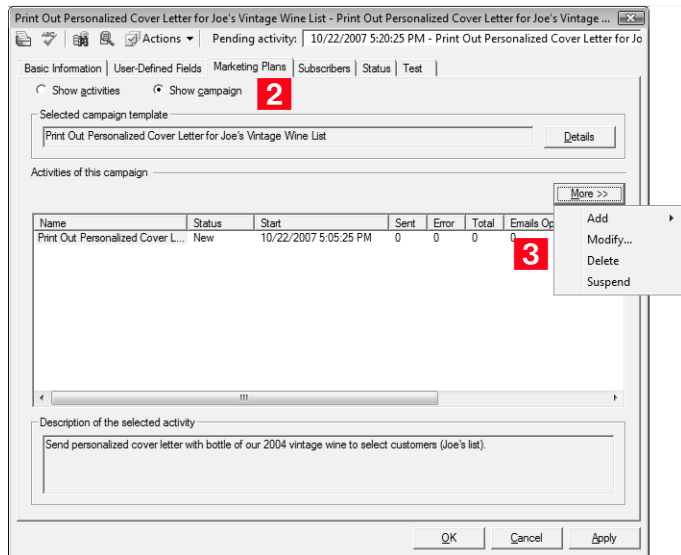 Print Out Personalized Cover Letter for Joe's Vintage Wine List - Print Out Personalized Cover Letter for Joe's Vintage ...
ABC Actions Pending activity: 10/22/2007 5:20:25 PM - Print Out Personalized Cover Letter for Jo
Basic Information User-Defined Fields Marketing Plans Subscribers Status Test
Show activities Show campaign 2
Selected campaign template
Print Out Personalized Cover Letter for Joe's Vintage Wine List Details
Activities of this campaign
More >>
Name Status Start Sent Error Total Emails Op
Print Out Personalized Cover L... New 10/22/2007 5:05:25 PM 0 0 0 0
Add
Modify...
3
Delete
Suspend
Description of the selected activity
Send personalized cover letter with bottle of our 2004 vintage wine to select customers (Joe's list).
OK Cancel Apply